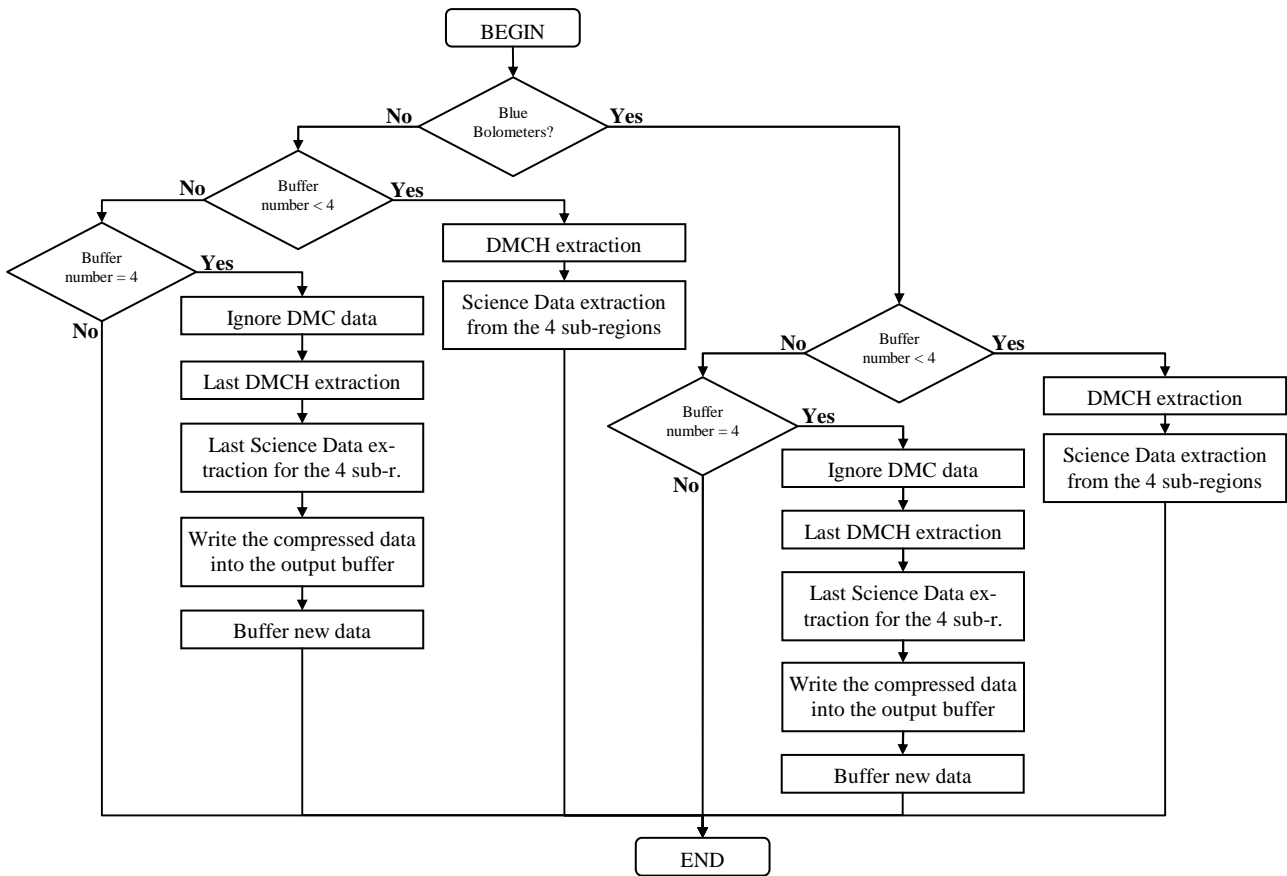 BEGIN
Blue
Bolometers?
No
Yes
Buffer
number < 4
No
Yes
Buffer
number = 4
Yes
No
DMCH extraction
Science Data extraction
from the 4 sub-regions
Ignore DMC data
Last DMCH extraction
Last Science Data ex-
traction for the 4 sub-r.
Write the compressed data
into the output buffer
Buffer new data
Buffer
number < 4
No
Yes
Buffer
number = 4
Yes
No
DMCH extraction
Science Data extraction
from the 4 sub-regions
Ignore DMC data
Last DMCH extraction
Last Science Data ex-
traction for the 4 sub-r.
Write the compressed data
into the output buffer
Buffer new data
END